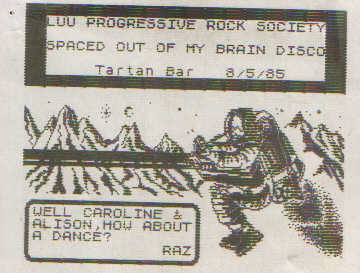 LUU PROGRESSIVE ROCK SOCIETY
SPACED OUT OF MY BRAIN DISCO
Tartan Bar 8/5/85
WELL CAROLINE &
ALISON, HOW ABOUT
A DANCE?
RAZ